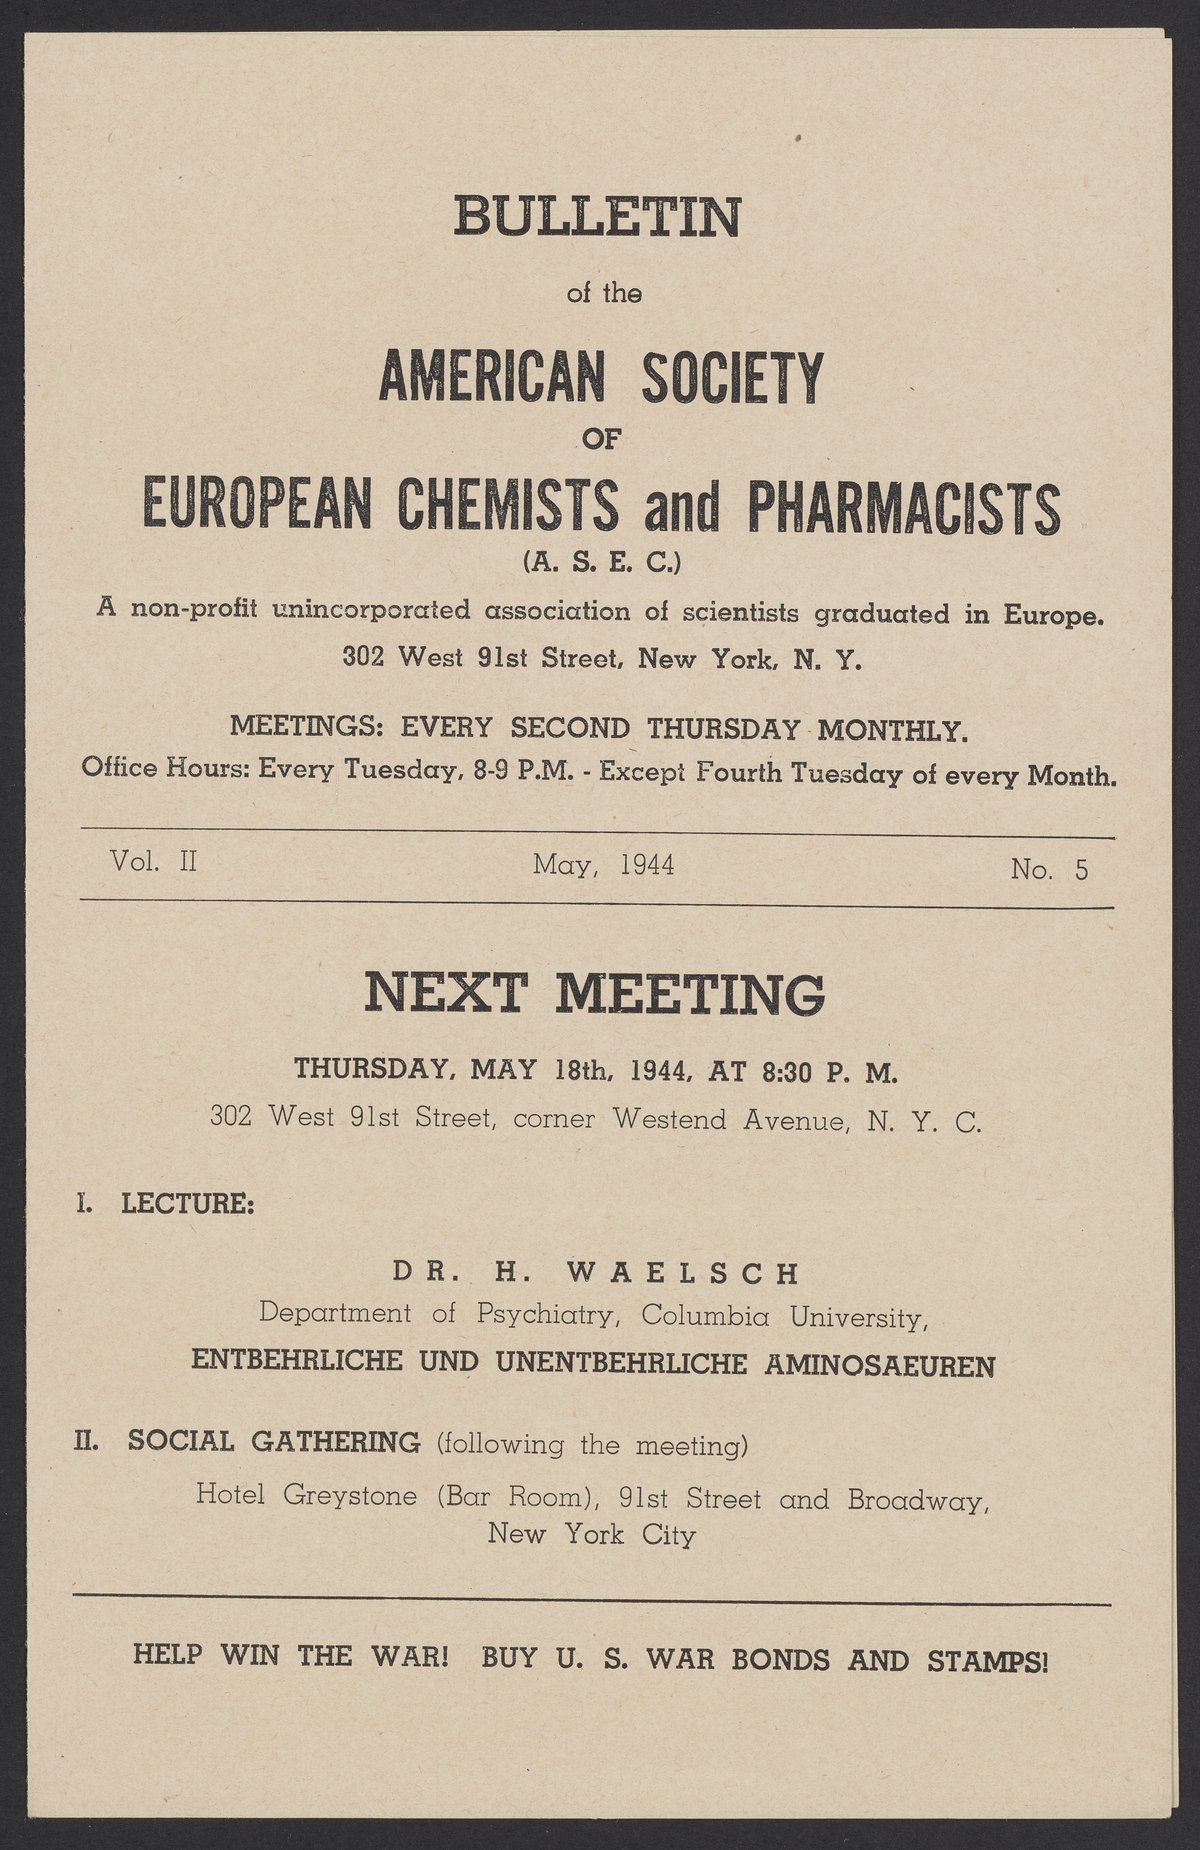 BULLETIN
of the
AMERICAN SOCIETY
OF
EUROPEAN CHEMISTS and PHARMACISTS
(A. S. E. C.)
A non-profit unincorporated association of scientists graduated in Europe.
302 West 91st Street, New York, N. Y.
MEETINGS: EVERY SECOND THURSDAY MONTHLY.
Office Hours: Every Tuesday, 8-9 P.M. - Except Fourth Tuesday of every Month.
Vol. II May, 1944 No. 5
NEXT MEETING
THURSDAY, MAY 18th, 1944, AT 8:30 P. M.
302 West 91st Street, corner Westend Avenue, N. Y. C.
I. LECTURE:
DR. H. WAELSCH
Department of Psychiatry, Columbia University,
ENTBEHRLICHE UND UNENTBEHRLICHE AMINOSAEUREN
II. SOCIAL GATHERING (following the meeting)
Hotel Greystone (Bar Room), 91st Street and Broadway,
New York City
HELP WIN THE WAR! BUY U. S. WAR BONDS AND STAMPS!